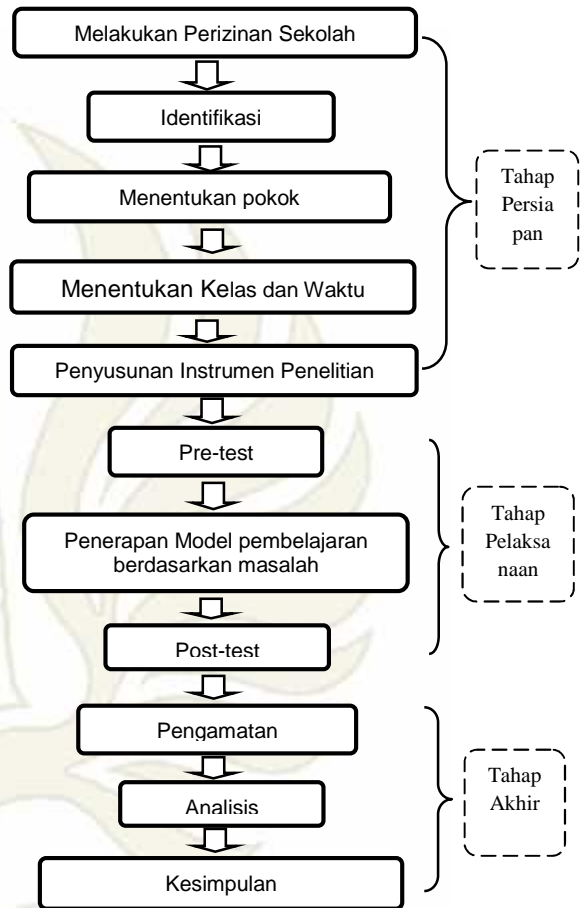 Melakukan Perizinan Sekolah
Identifikasi
Menentukan pokok
Menentukan Kelas dan Waktu
Penyusunan Instrumen Penelitian
Tahap
Persia
pan
Pre-test
Penerapan Model pembelajaran
berdasarkan masalah
Post-test
Tahap
Pelaksa
naan
Pengamatan
Analisis
Kesimpulan
Tahap
Akhir